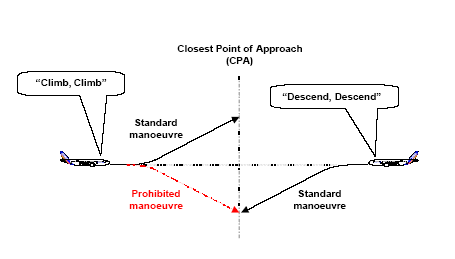 Closest Point of Approach
(CPA)
“Climb, Climb”
“Descend, Descend”
Standard
manoeuvre
Prohibited
manoeuvre
Standard
manoeuvre